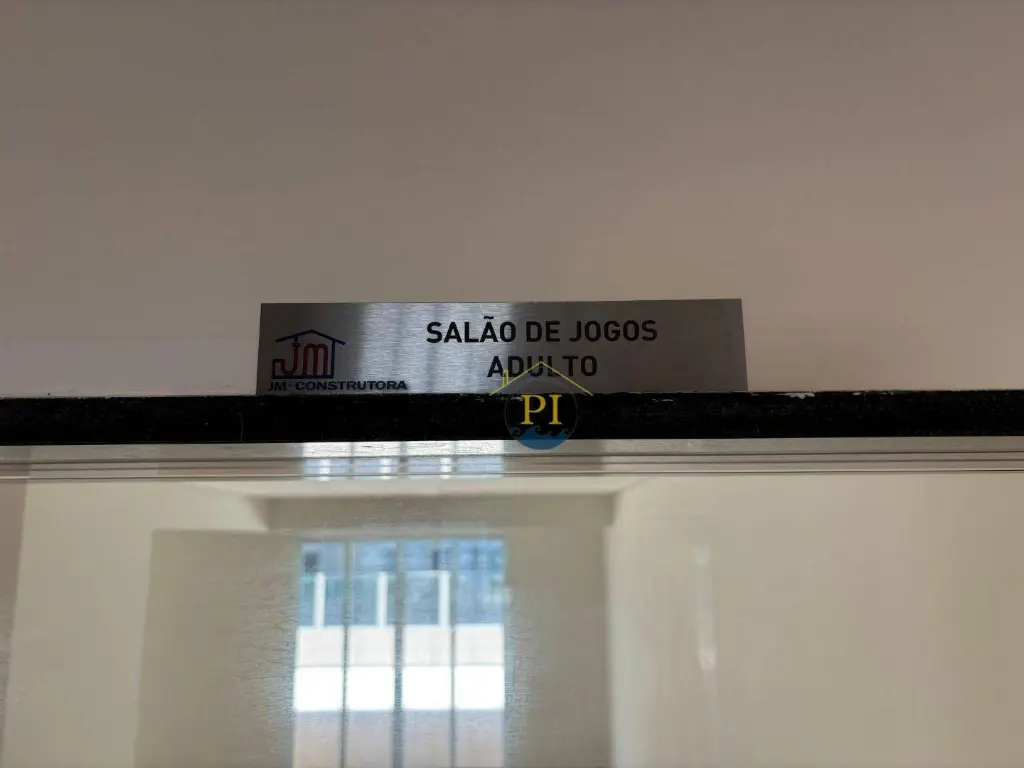 SALÃO DE JOGOS
ADULTO
JM
JM CONSTRUTORA
PI